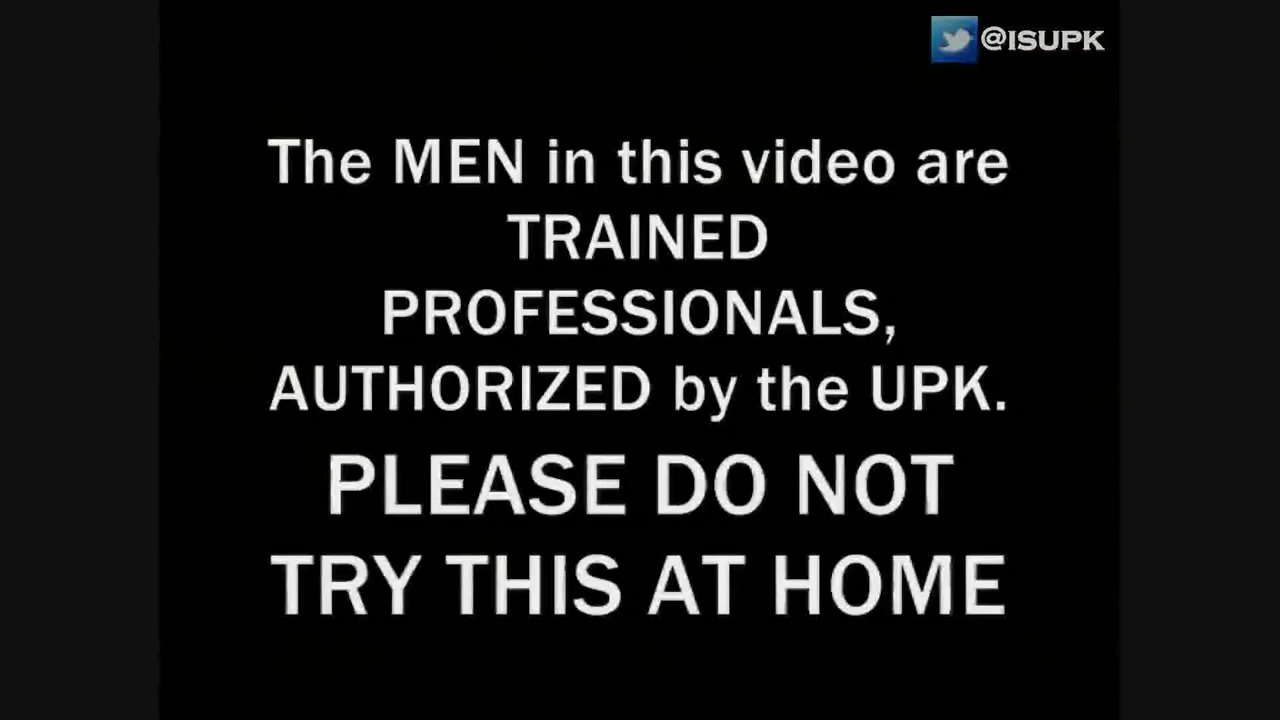 @ISUPK
The MEN in this video are
TRAINED
PROFESSIONALS,
AUTHORIZED by the UPK.
PLEASE DO NOT
TRY THIS AT HOME